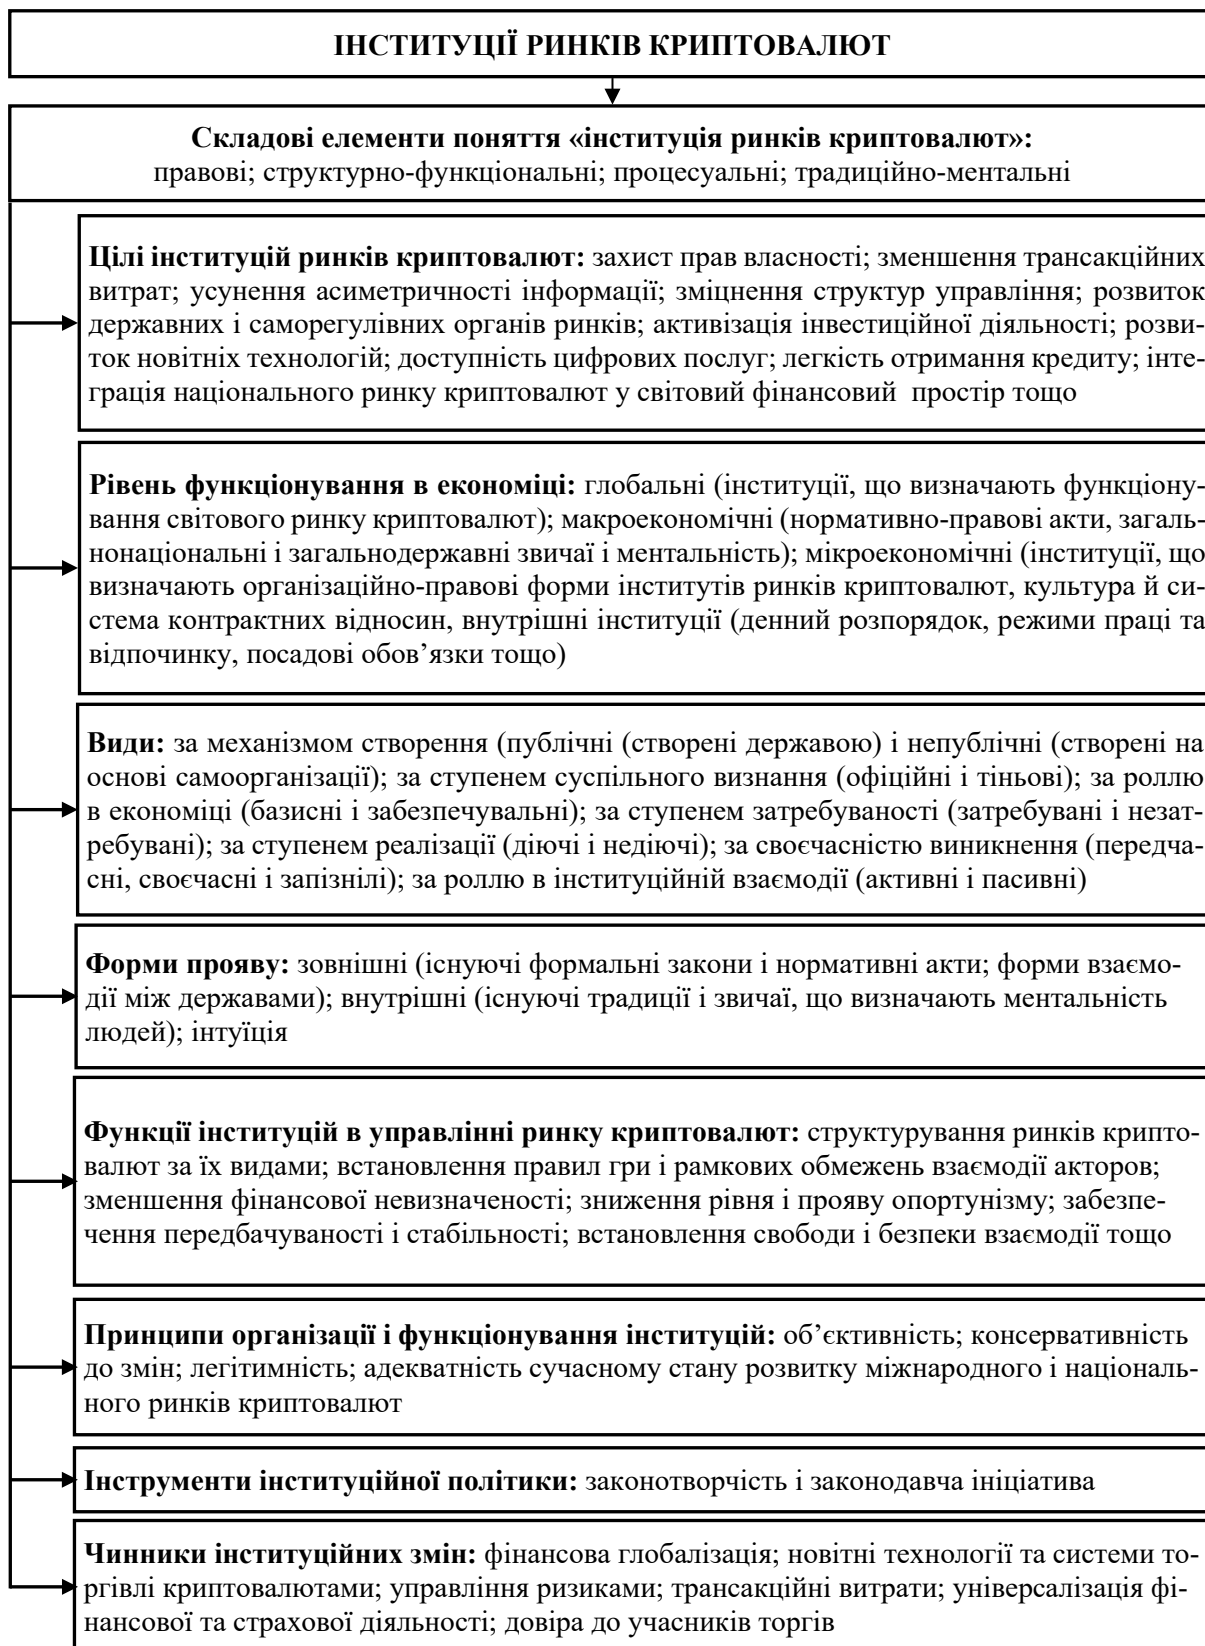 ІНСТИТУЦІЇ РИНКІВ КРИПТОВАЛЮТ
Складові елементи поняття «інституція ринків криптовалют»:
правові; структурно-функціональні; процесуальні; традиційно-ментальні
Цілі інституцій ринків криптовалют: захист прав власності; зменшення трансакційних
витрат; усунення асиметричності інформації; зміцнення структур управління; розвиток
державних і саморегулівних органів ринків; активізація інвестиційної діяльності; розви-
ток новітніх технологій; доступність цифрових послуг; легкість отримання кредиту; інте-
грація національного ринку криптовалют у світовий фінансовий простір тощо
Рівень функціонування в економіці: глобальні (інституції, що визначають функціону-
вання світового ринку криптовалют); макроекономічні (нормативно-правові акти, загаль-
нонаціональні і загальнодержавні звичаї і ментальність); мікроекономічні (інституції, що
визначають організаційно-правові форми інститутів ринків криптовалют, культура й си-
стема контрактних відносин, внутрішні інституції (денний розпорядок, режими праці та
відпочинку, посадові обов’язки тощо)
Види: за механізмом створення (публічні (створені державою) і непублічні (створені на
основі самоорганізації); за ступенем суспільного визнання (офіційні і тіньові); за роллю
в економіці (базисні і забезпечувальні); за ступенем затребуваності (затребувані і незат-
ребувані); за ступенем реалізації (діючі і недіючі); за своєчасністю виникнення (передча-
сні, своєчасні і запізнілі); за роллю в інституційній взаємодії (активні і пасивні)
Форми прояву: зовнішні (існуючі формальні закони і нормативні акти; форми взаємо-
дії між державами); внутрішні (існуючі традиції і звичаї, що визначають ментальність
людей); інтуїція
Функції інституцій в управлінні ринку криптовалют: структурування ринків крипто-
валют за їх видами; встановлення правил гри і рамкових обмежень взаємодії акторов;
зменшення фінансової невизначеності; зниження рівня і прояву опортунізму; забезпе-
чення передбачуваності і стабільності; встановлення свободи і безпеки взаємодії тощо
Принципи організації і функціонування інституцій: об’єктивність; консервативність
до змін; легітимність; адекватність сучасному стану розвитку міжнародного і національ-
ного ринків криптовалют
Інструменти інституційної політики: законотворчість і законодавча ініціатива
Чинники інституційних змін: фінансова глобалізація; новітні технології та системи то-
ргівлі криптовалютами; управління ризиками; трансакційні витрати; універсалізація фі-
нансової та страхової діяльності; довіра до учасників торгів